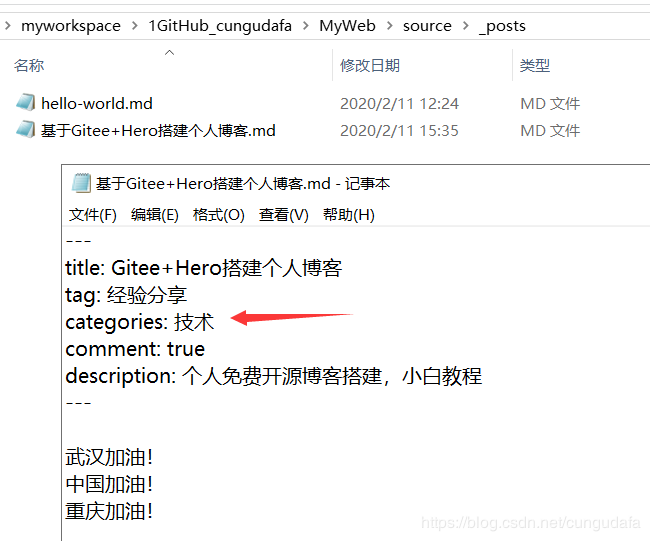 myworkspace > 1GitHub_cungudafa > MyWeb > source > _posts
名称 修改日期 类型
hello-world.md 2020/2/11 12:24 MD 文件
基于Gitee+Hero搭建个人博客.md 2020/2/11 15:35 MD 文件
基于Gitee+Hero搭建个人博客.md - 记事本
文件(F) 编辑(E) 格式(O) 查看(V) 帮助(H)
---
title: Gitee+Hero搭建个人博客
tag: 经验分享
categories: 技术
comment: true
description: 个人免费开源博客搭建，小白教程
---
武汉加油！
中国加油！
重庆加油！
https://blog.csdn.net/cungudafa